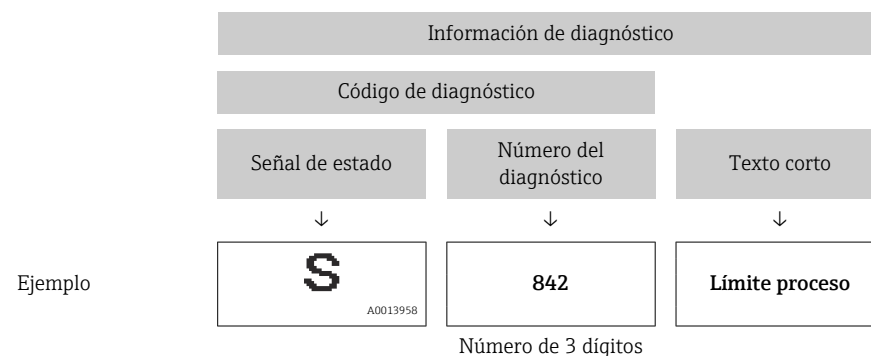 Información de diagnóstico
Código de diagnóstico
Señal de estado
Número del
diagnóstico
Texto corto
↓ ↓ ↓
Ejemplo
S
A0013958
842
Límite proceso
Número de 3 dígitos